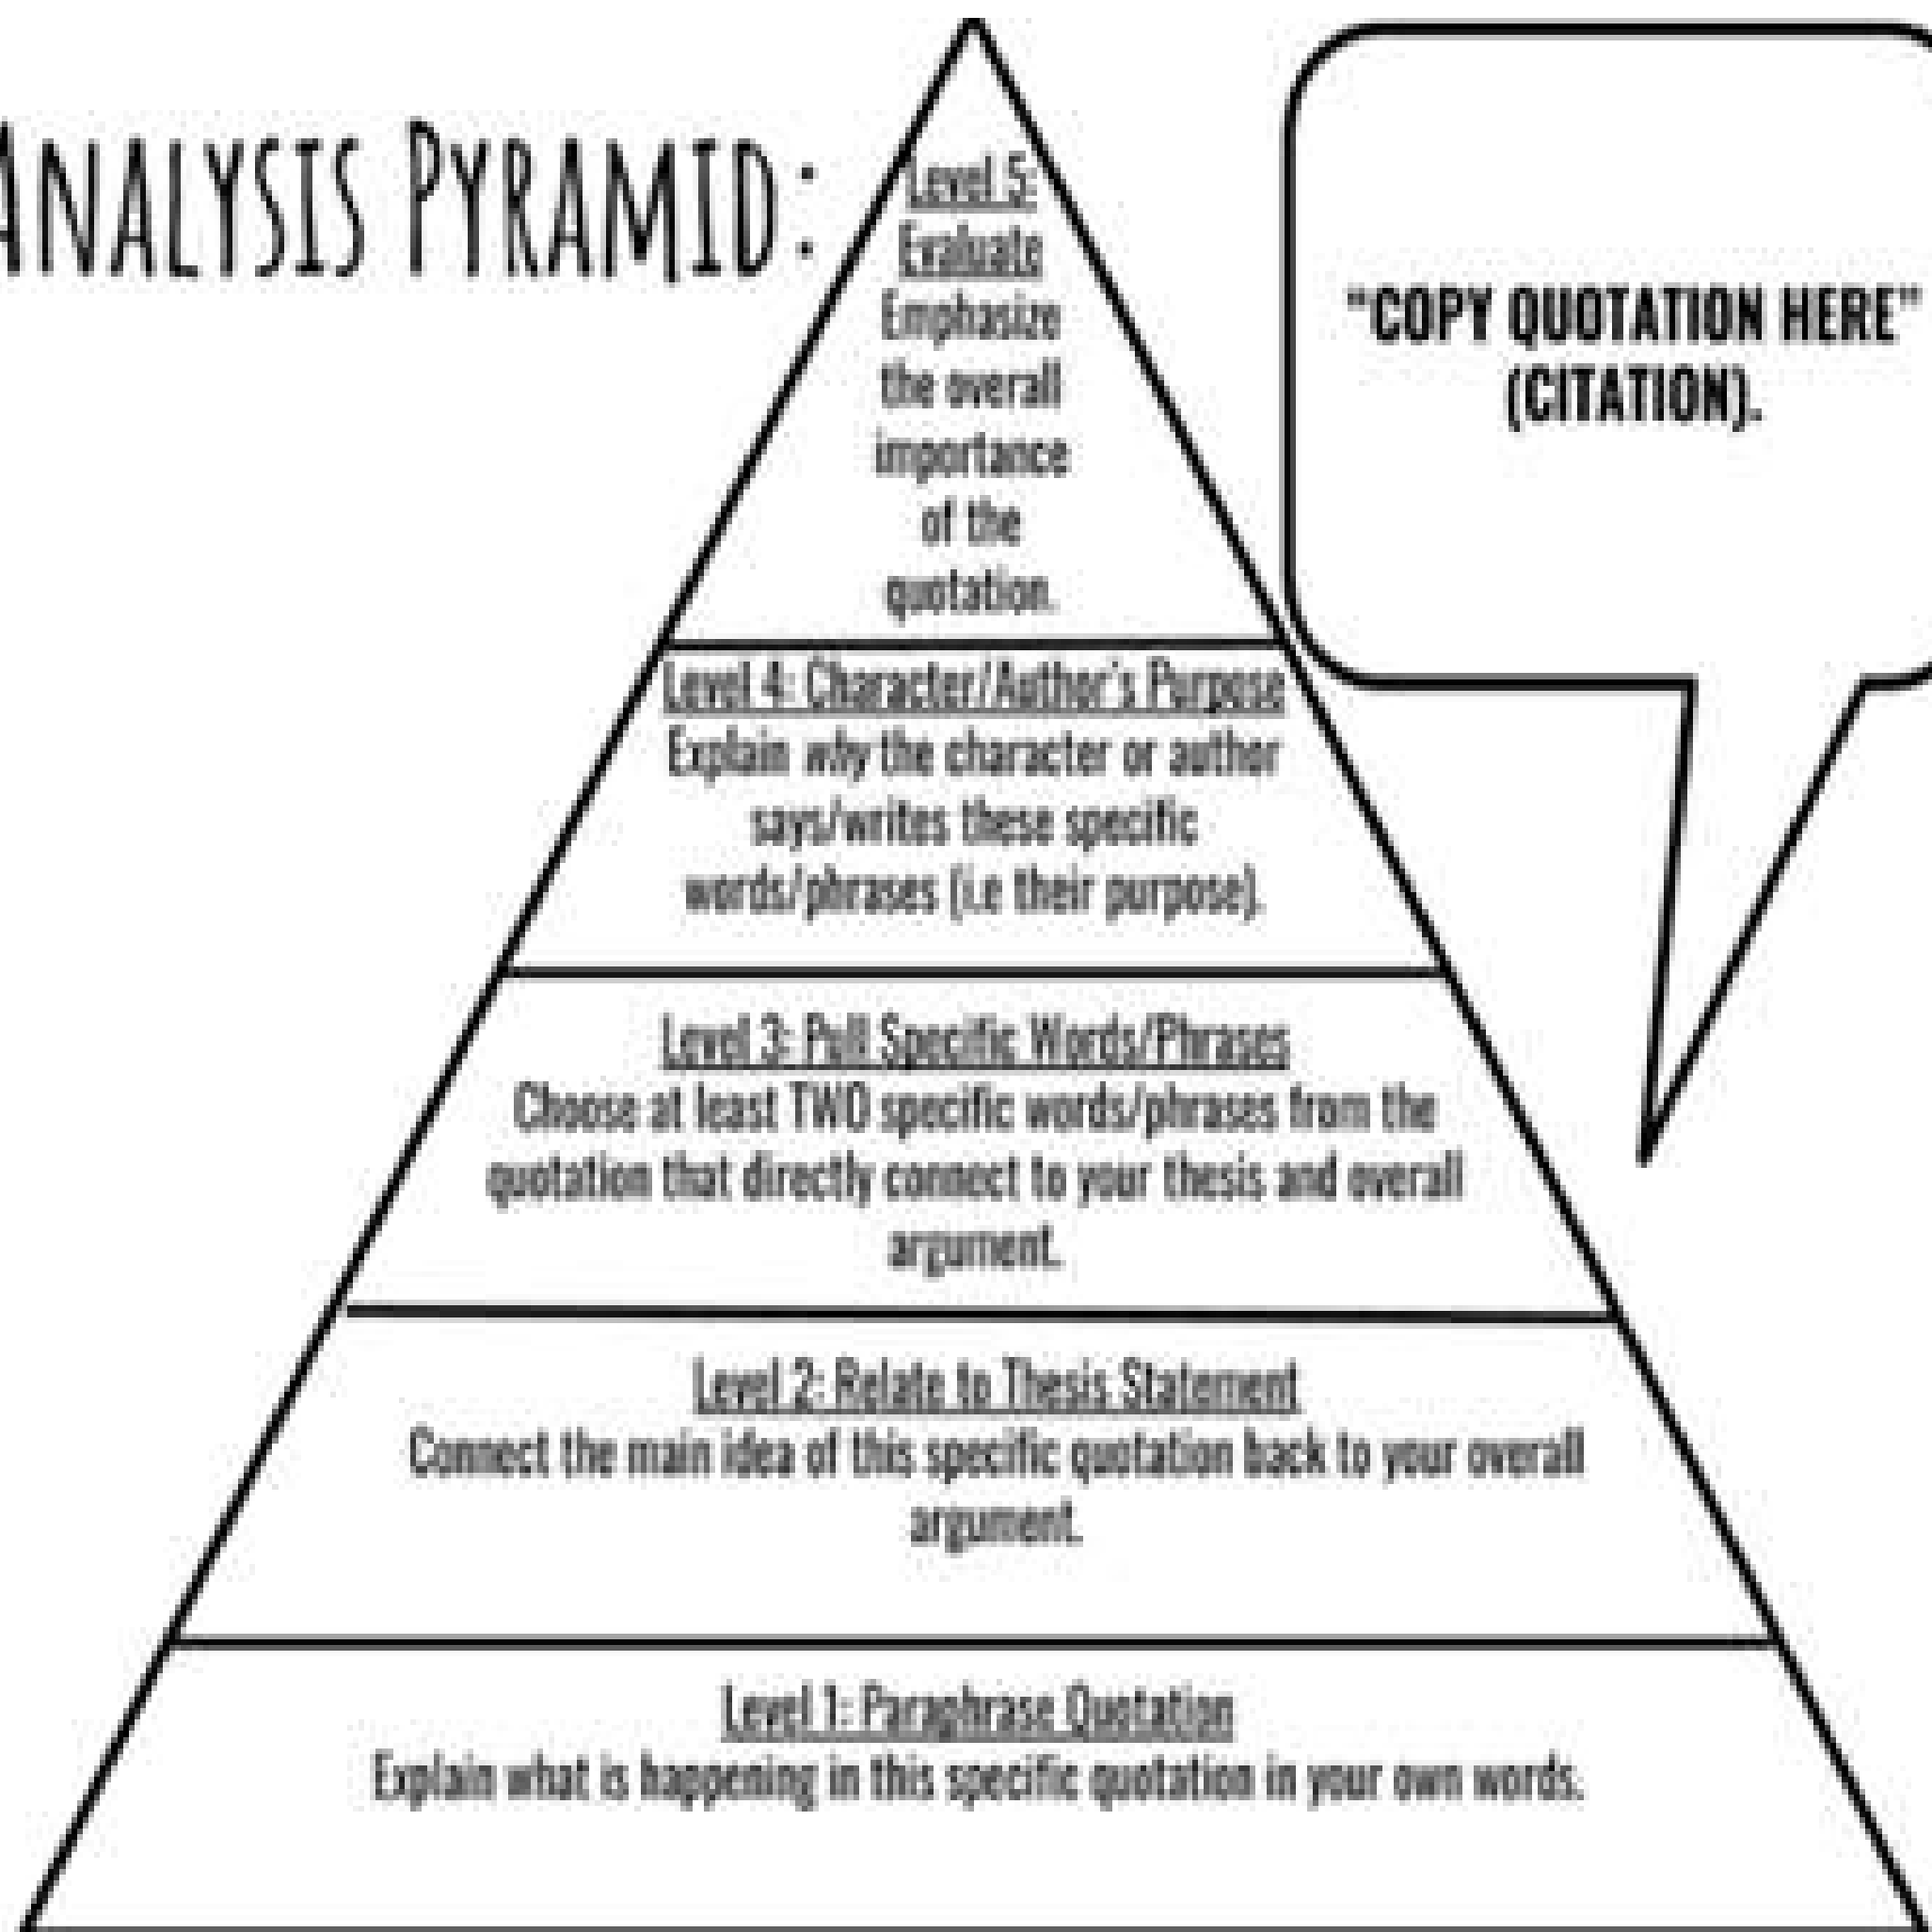 ANALYSIS PYRAMID:
Level 5:
Evaluate
Emphasize
the overall
importance
of the
quotation.
"COPY QUOTATION HERE"
(CITATION).
Level 4: Character/Author's Purpose
Explain why the character or author
says/writes these specific
words/phrases (i.e their purpose).
Level 3: Pull Specific Words/Phrases
Choose at least TWO specific words/phrases from the
quotation that directly connect to your thesis and overall
argument.
Level 2: Relate to Thesis Statement
Connect the main idea of this specific quotation back to your overall
argument.
Level 1: Paraphrase Quotation
Explain what is happening in this specific quotation in your own words.